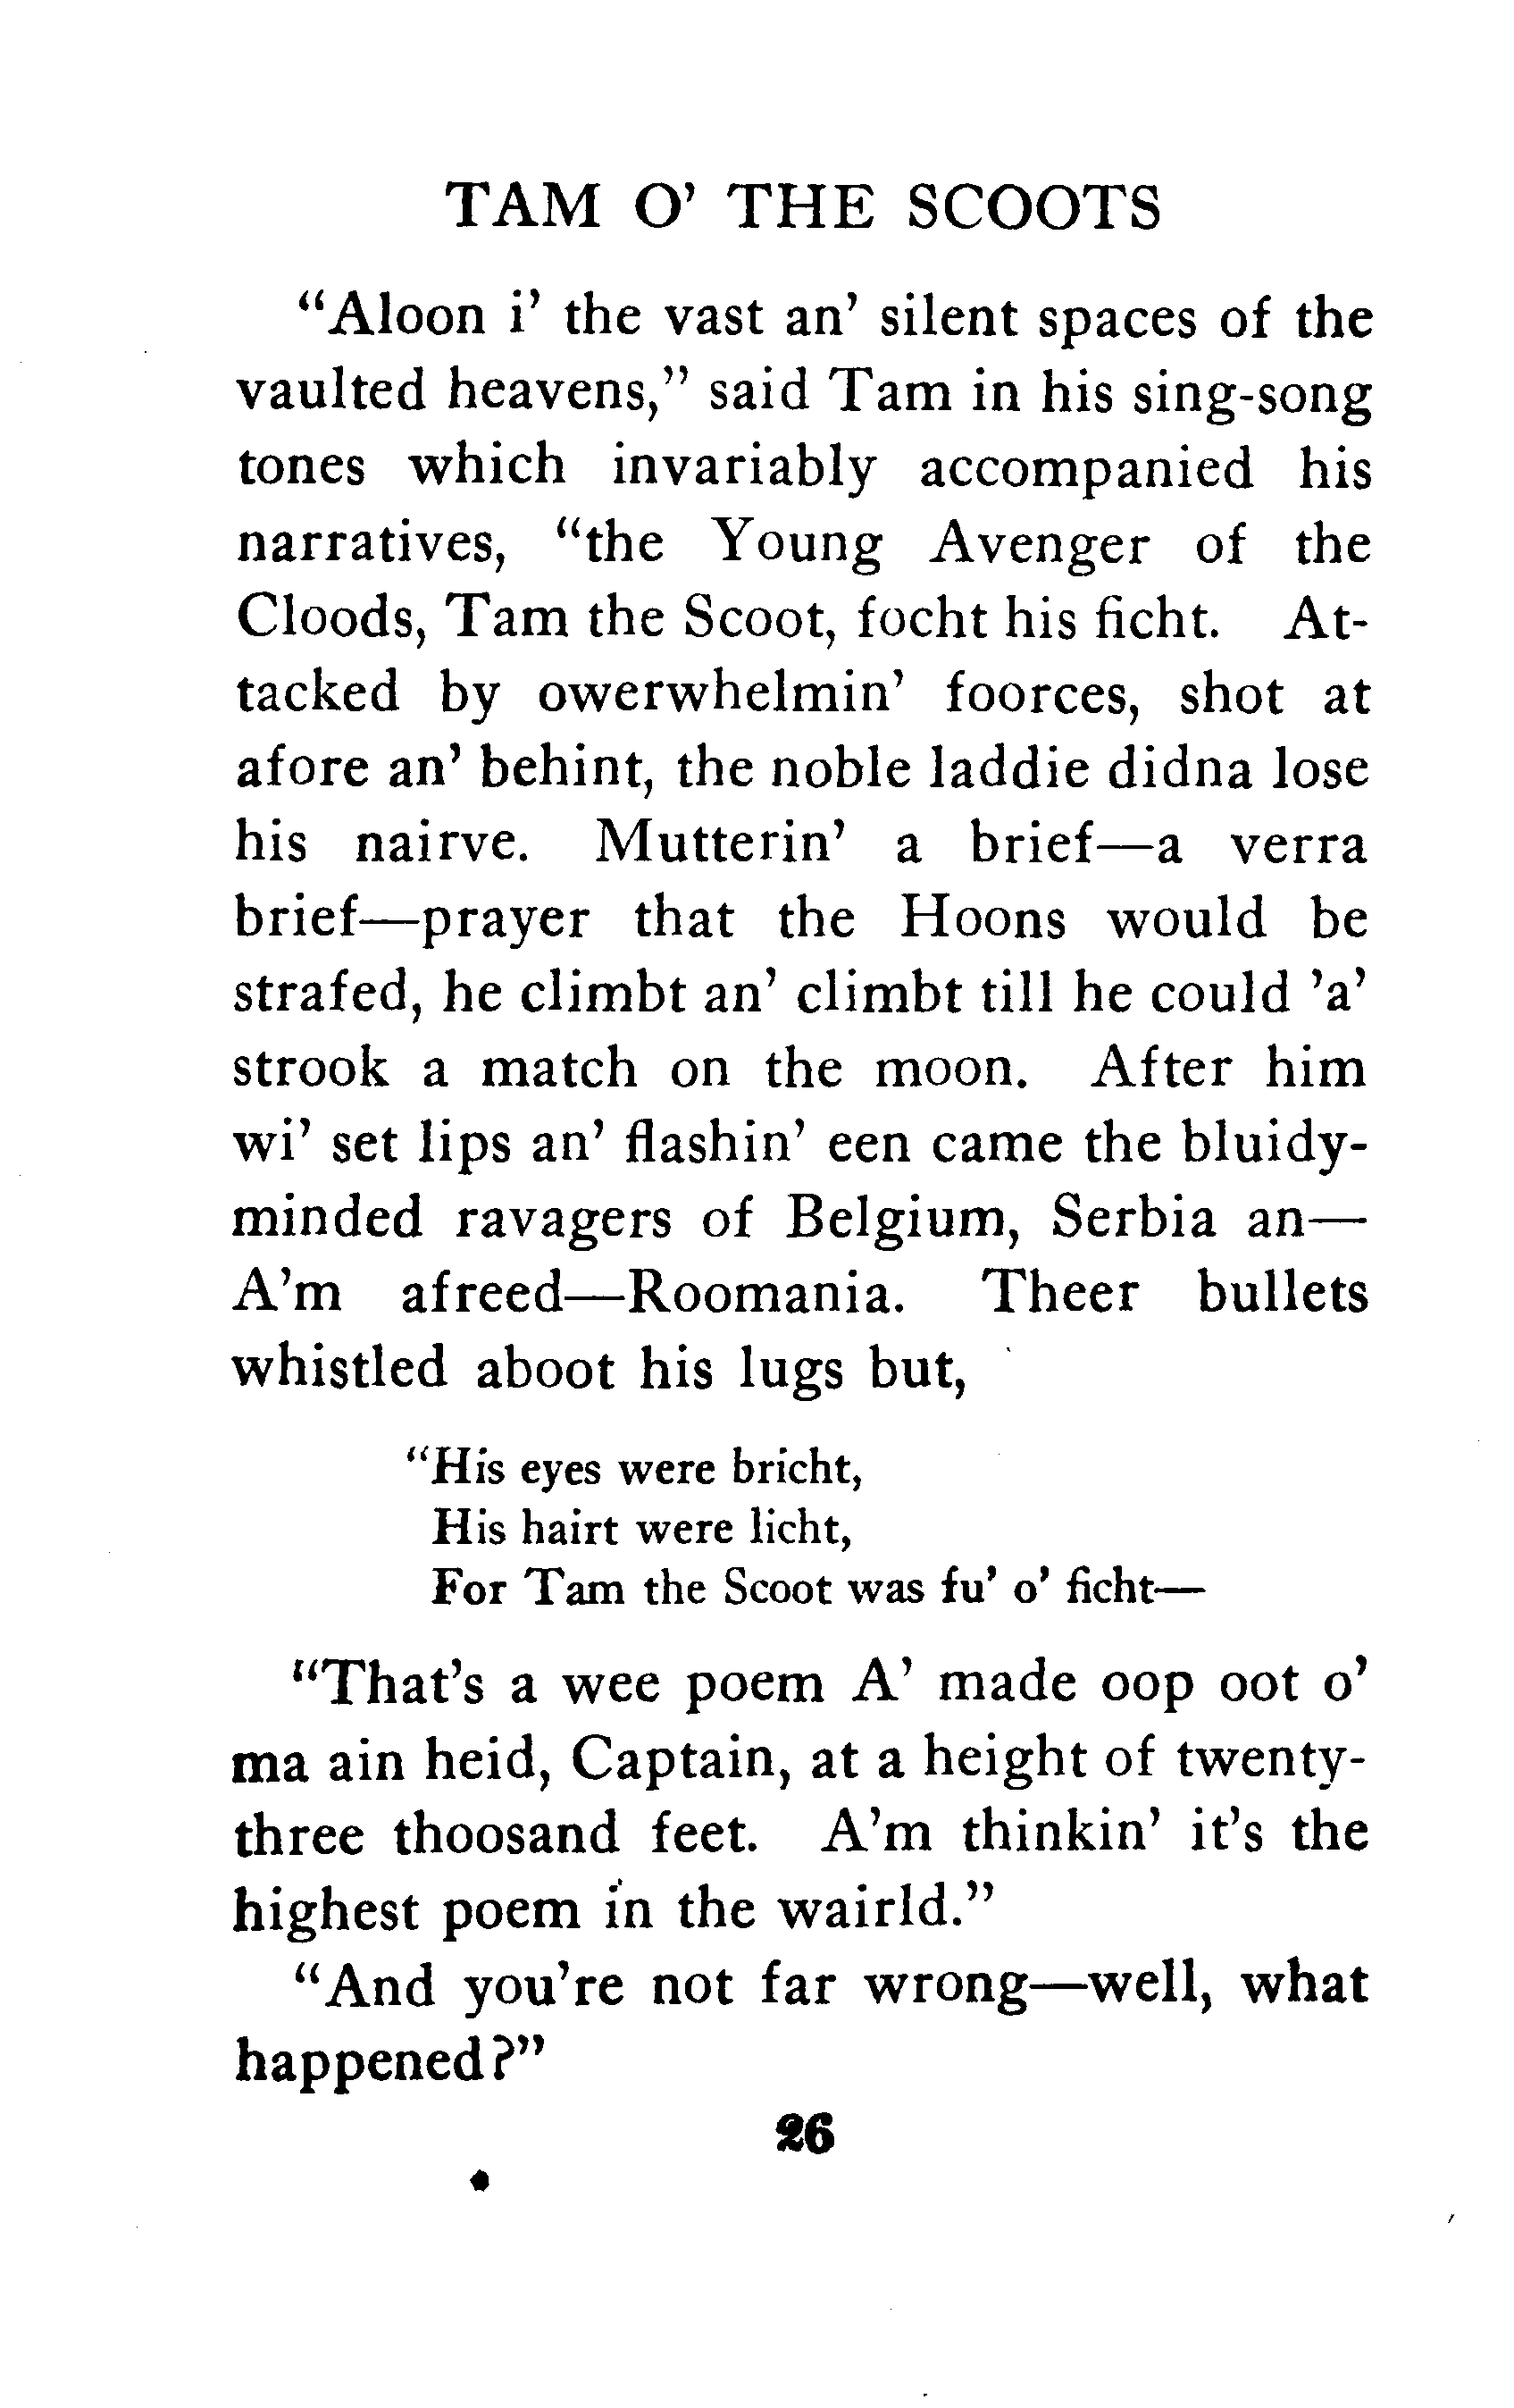 TAM O' THE SCOOTS
"Aloon i' the vast an' silent spaces of the
vaulted heavens," said Tam in his sing-song
tones which invariably accompanied his
narratives, "the Young Avenger of the
Cloods, Tam the Scoot, focht his ficht. At-
tacked by owerwhelmin' foorces, shot at
afore an' behint, the noble laddie didna lose
his nairve. Mutterin' a brief—a verra
brief—prayer that the Hoons would be
strafed, he climbt an' climbt till he could 'a'
strook a match on the moon. After him
wi' set lips an' flashin' een came the bluidy-
minded ravagers of Belgium, Serbia an—
A'm afreed—Roomania. Theer bullets
whistled aboot his lugs but,
"His eyes were bricht,
His hairt were licht,
For Tam the Scoot was fu' o' ficht—
"That's a wee poem A' made oop oot o'
ma ain heid, Captain, at a height of twenty-
three thoosand feet. A'm thinkin' it's the
highest poem in the wairld."
"And you're not far wrong—well, what
happened?"
26